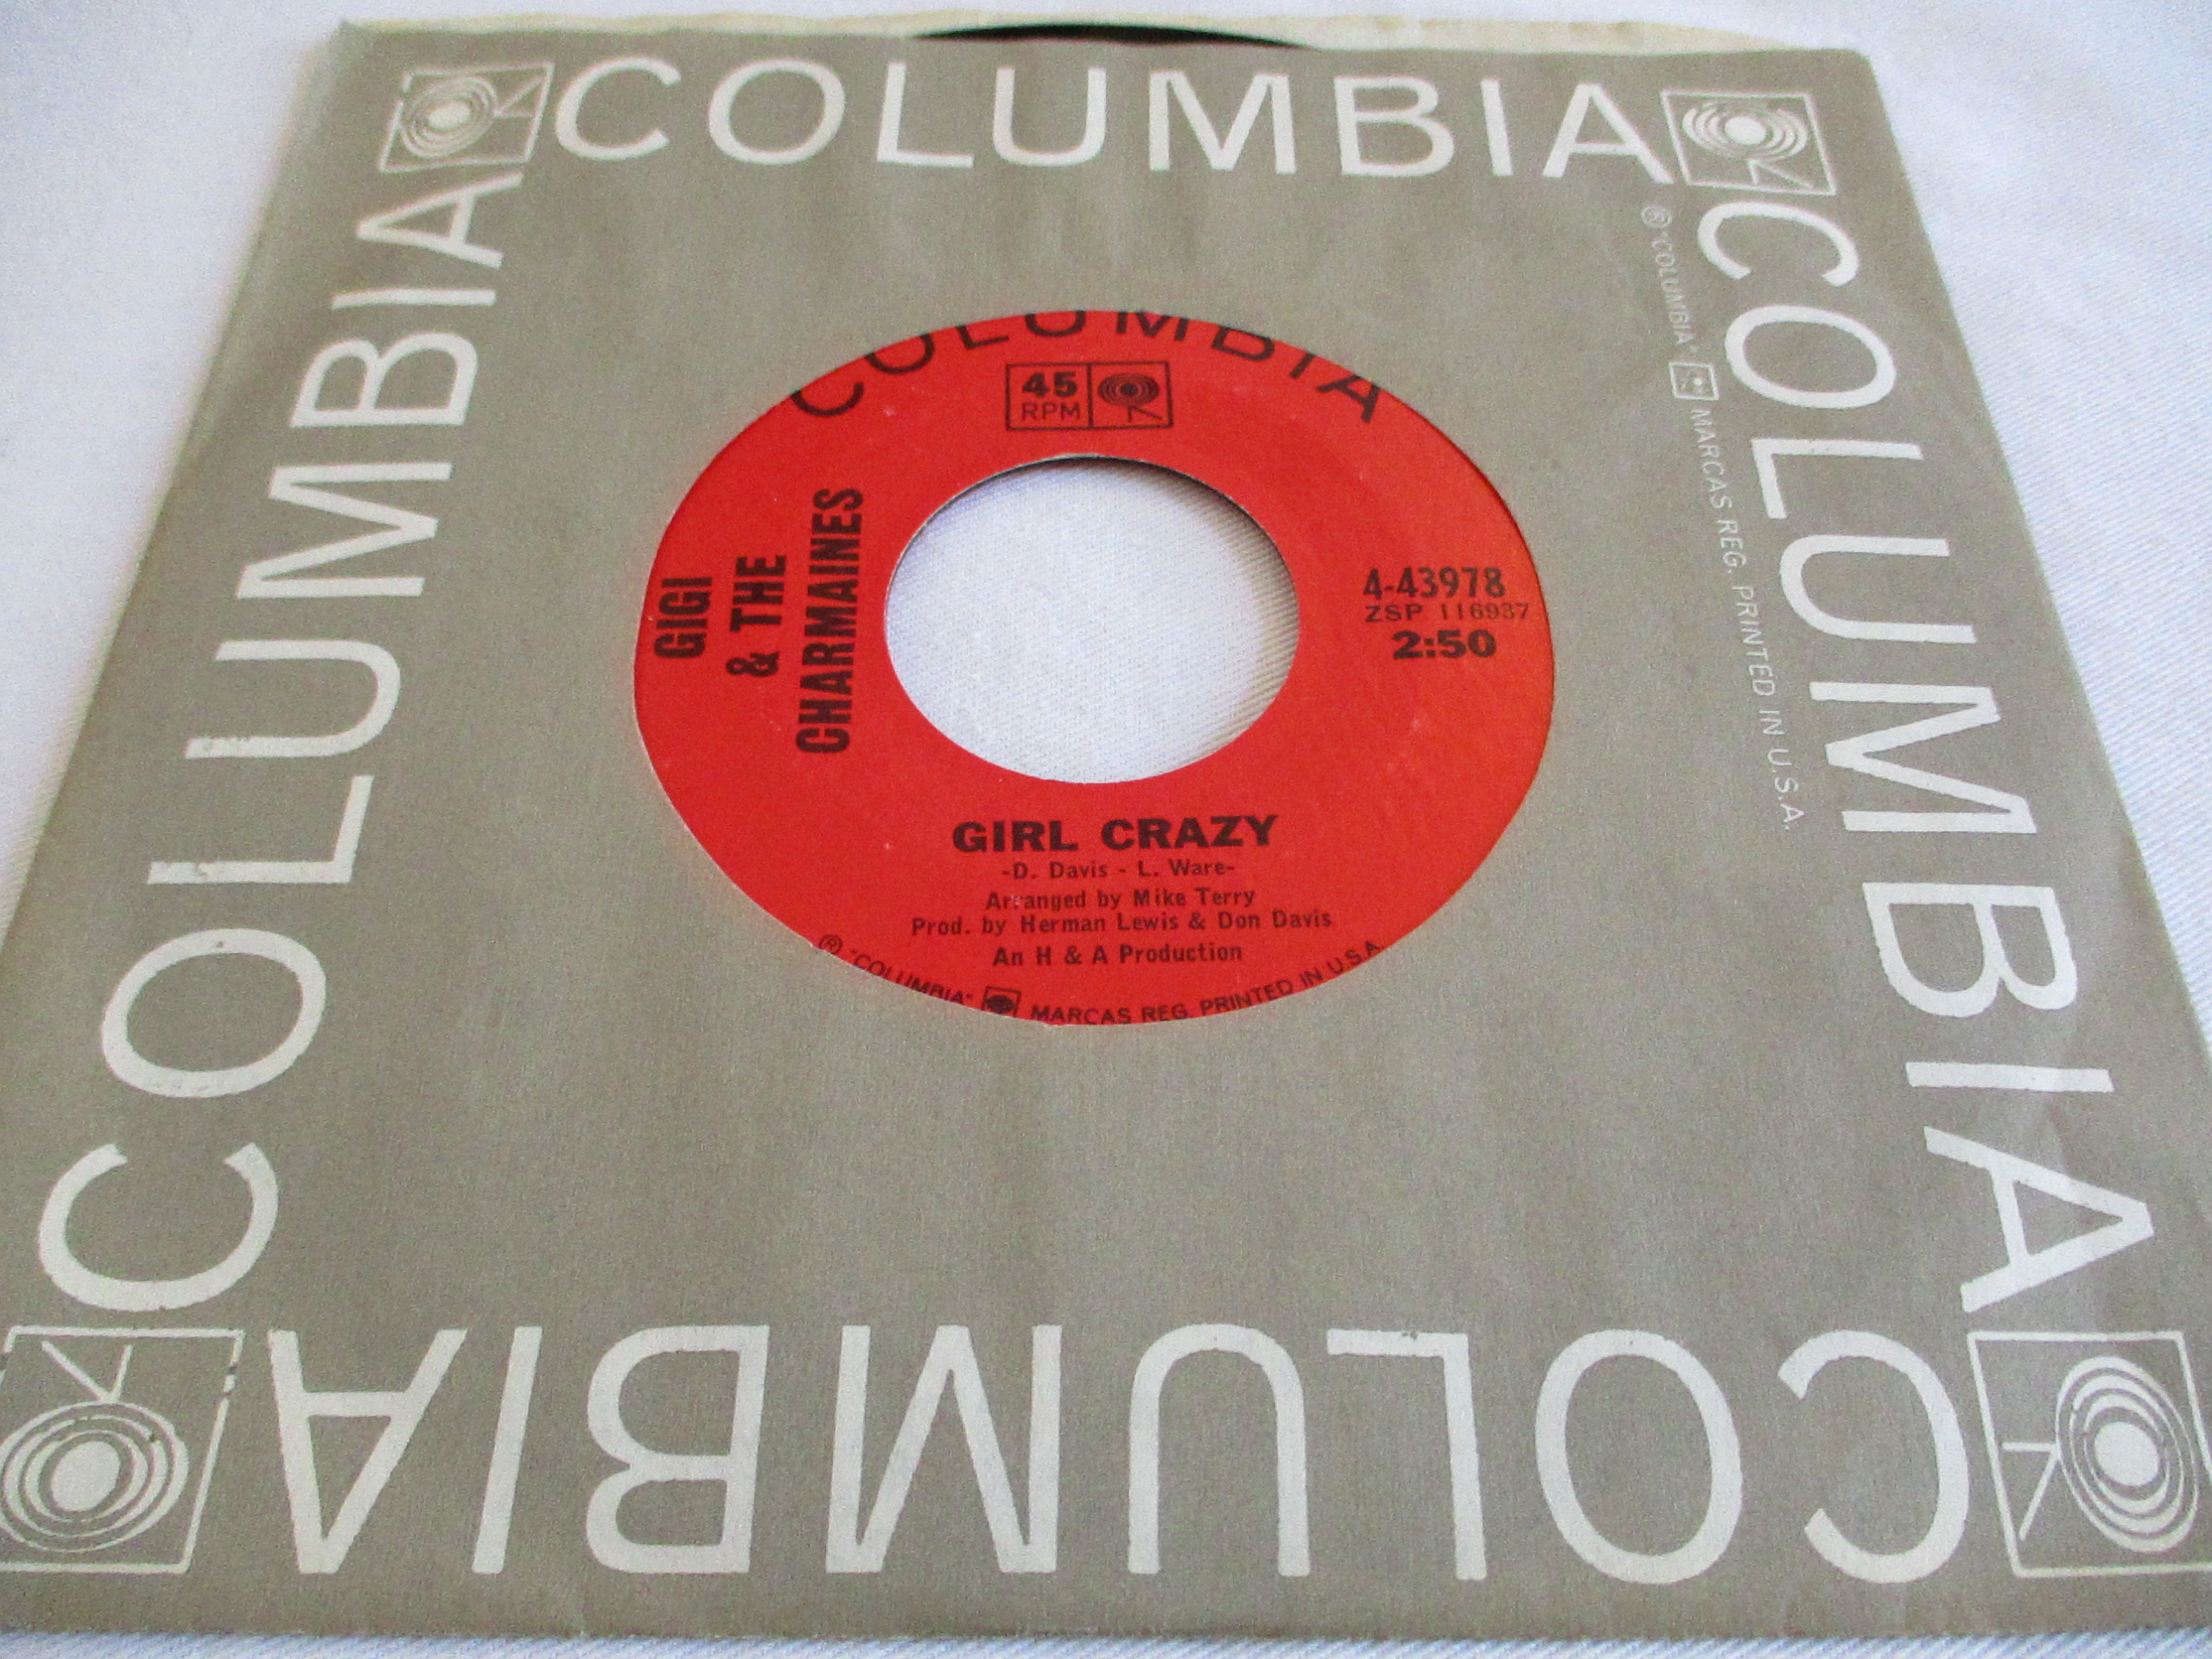 COLUMBIA
COLUMBIA
COLUMBIA
COLUMBIA
® "COLUMBIA" MARCAS REG. PRINTED IN U.S.A.
COLUMBIA
45
RPM
GIGI
& THE
CHARMAINES
4-43978
ZSP 116937
2:50
GIRL CRAZY
-D. Davis - L. Ware-
Arranged by Mike Terry
Prod. by Herman Lewis & Don Davis
An H & A Production
® "COLUMBIA" MARCAS REG. PRINTED IN U.S.A.